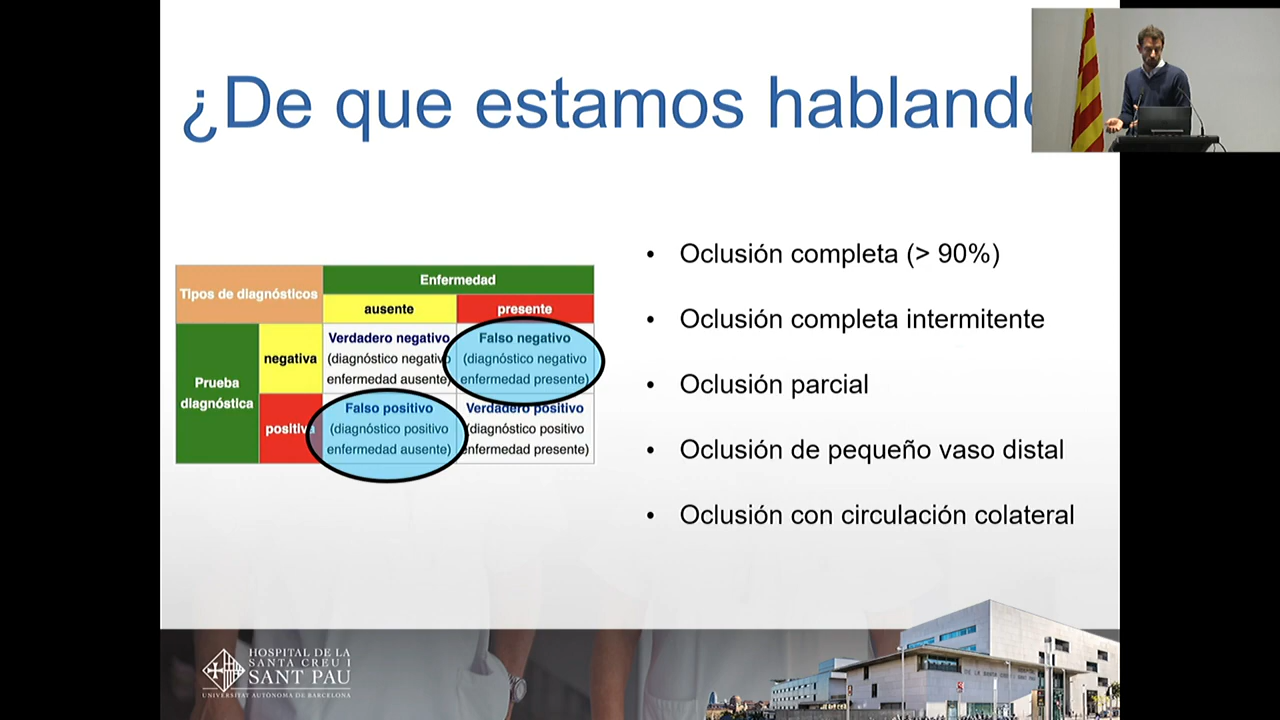 ¿De que estamos hablando
Tipos de diagnósticos
Enfermedad
ausente
presente
Prueba
diagnóstica
negativa
Verdadero negativo
(diagnóstico negativo
enfermedad ausente)
Falso negativo
(diagnóstico negativo
enfermedad presente)
positiva
Falso positivo
(diagnóstico positivo
enfermedad ausente)
Verdadero positivo
(diagnóstico positivo
enfermedad presente)
• Oclusión completa (> 90%)
• Oclusión completa intermitente
• Oclusión parcial
• Oclusión de pequeño vaso distal
• Oclusión con circulación colateral
HOSPITAL DE LA
SANTA CREU I
SANT PAU
UNIVERSITAT AUTÒNOMA DE BARCELONA